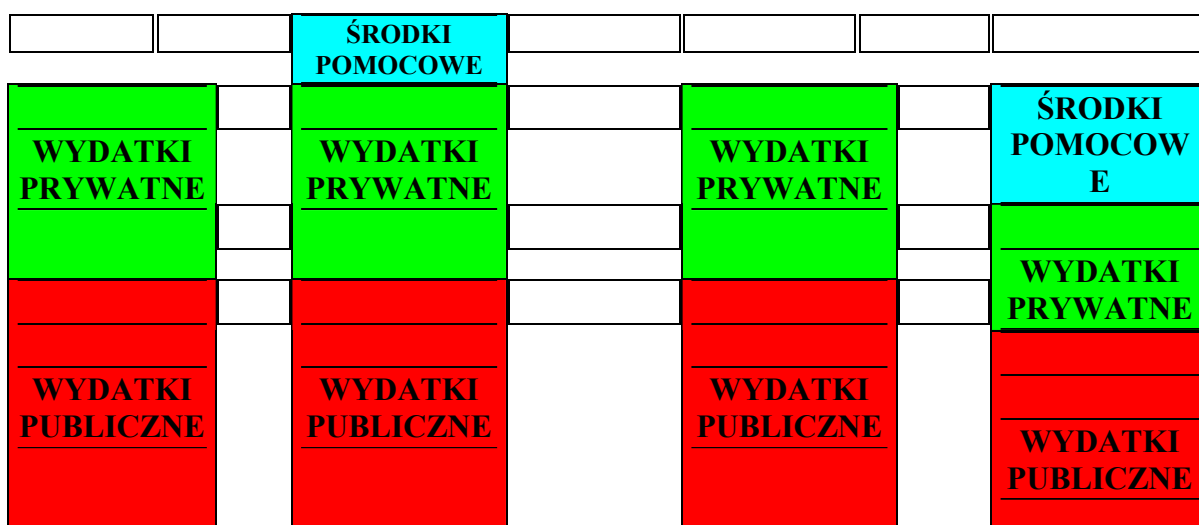 ŚRODKI
POMOCOWE
WYDATKI
PRYWATNE
WYDATKI
PUBLICZNE
WYDATKI
PRYWATNE
WYDATKI
PUBLICZNE
WYDATKI
PRYWATNE
WYDATKI
PUBLICZNE
ŚRODKI
POMOCOW
E
WYDATKI
PRYWATNE
WYDATKI
PUBLICZNE